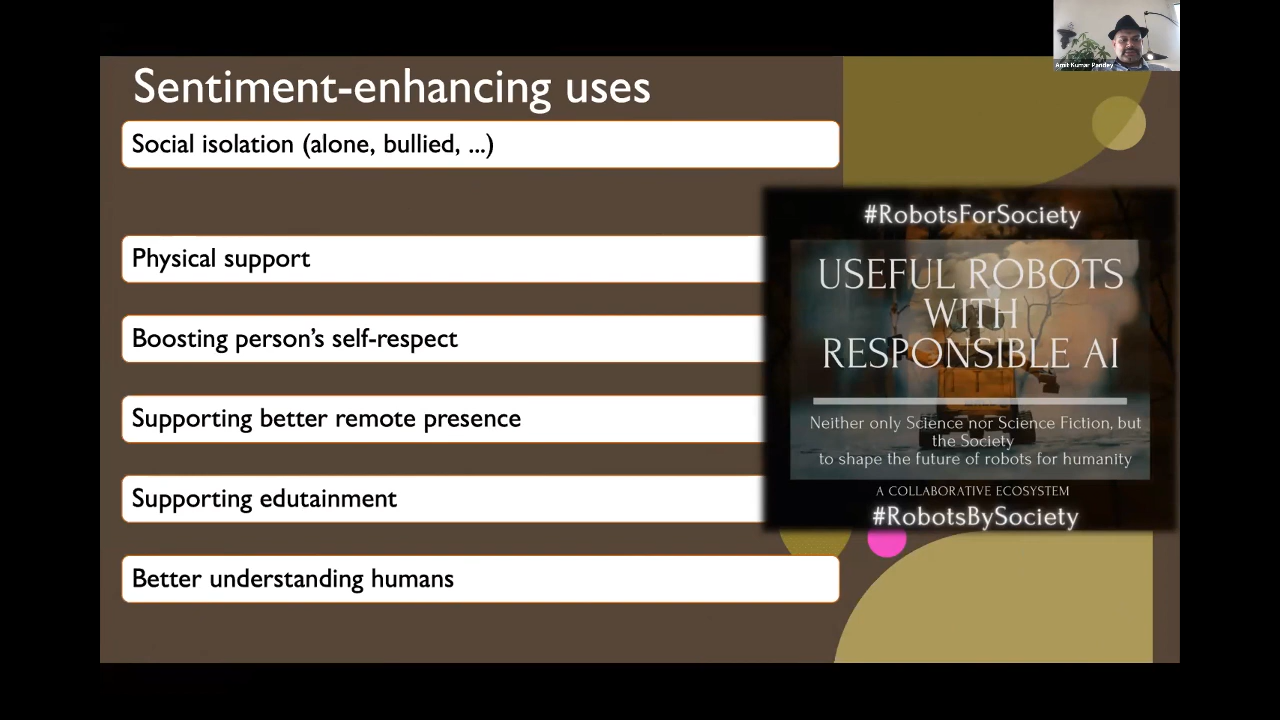 Sentiment-enhancing uses
Social isolation (alone, bullied, ...)
Physical support
Boosting person's self-respect
Supporting better remote presence
Supporting edutainment
Better understanding humans
#RobotsForSociety
USEFUL ROBOTS
WITH
RESPONSIBLE AI
Neither only Science nor Science Fiction, but
the Society
to shape the future of robots for humanity
A COLLABORATIVE ECOSYSTEM
#RobotsBySociety
Amit Kumar Pandey